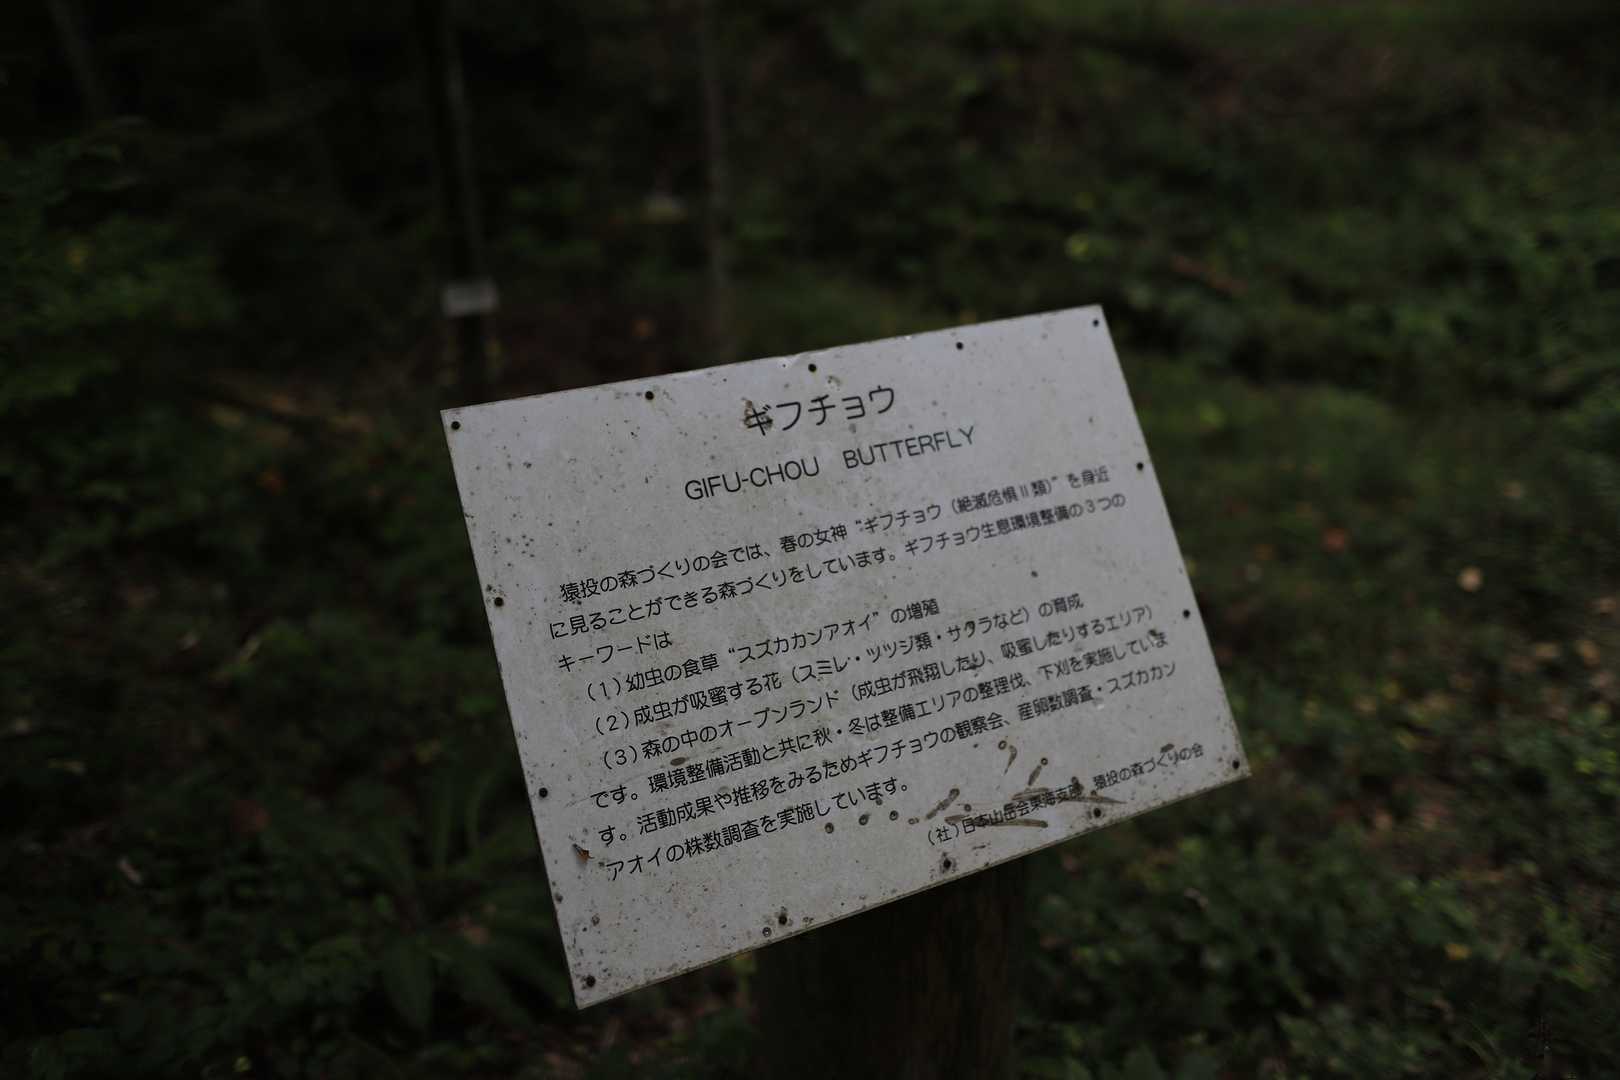 ギフチョウ
GIFU-CHOU BUTTERFLY
猿投の森づくりの会では、春の女神“ギフチョウ（絶滅危惧Ⅱ類）”を身近
に見ることができる森づくりをしています。ギフチョウ生息環境整備の３つの
キーワードは
（１）幼虫の食草“スズカカンアオイ”の増殖
（２）成虫が吸蜜する花（スミレ・ツツジ類・サクラなど）の育成
（３）森の中のオープンランド（成虫が飛翔したり、吸蜜したりするエリア）
です。環境整備活動と共に秋・冬は整備エリアの整理伐、下刈を実施していま
す。活動成果や推移をみるためギフチョウの観察会、産卵数調査・スズカカン
アオイの株数調査を実施しています。
（社）日本山岳会東海支部 猿投の森づくりの会